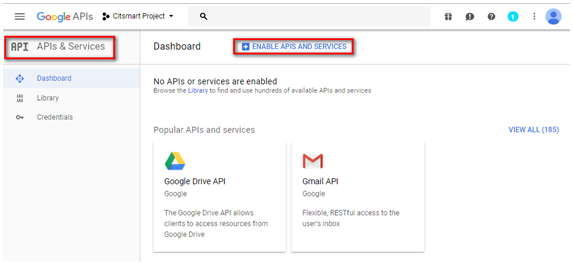 Google APIs
Citsmart Project
API APIs & Services
Dashboard
ENABLE APIS AND SERVICES
Dashboard
Library
Credentials
No APIs or services are enabled
Browse the Library to find and use hundreds of available APIs and services
Popular APIs and services
VIEW ALL (185)
Google Drive API
Google
The Google Drive API allows
clients to access resources from
Google Drive
Gmail API
Google
Flexible, RESTful access to the
user's inbox